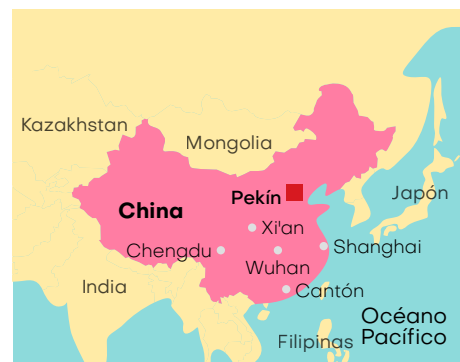 Kazakhstan
Mongolia
Pekín
Japón
China
Xi'an
Chengdu
Shanghai
Wuhan
India
Cantón
Océano
Pacífico
Filipinas